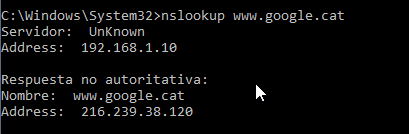 C:\Windows\System32>nslookup www.google.cat
Servidor:  UnKnown
Address:  192.168.1.10
Respuesta no autoritativa:
Nombre:  www.google.cat
Address:  216.239.38.120